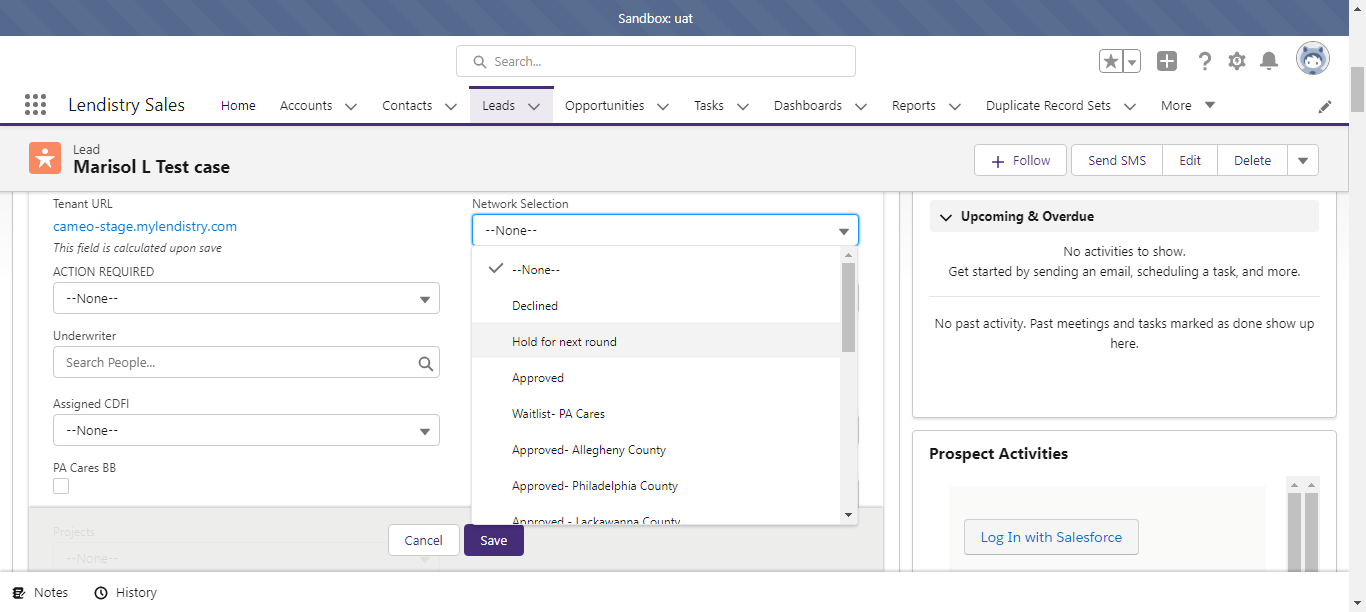 Sandbox: uat
Search...
Lendistry Sales
Home
Accounts
Contacts
Leads
Opportunities
Tasks
Dashboards
Reports
Duplicate Record Sets
More
Lead
Marisol L Test case
Follow
Send SMS
Edit
Delete
Tenant URL
cameo-stage.mylendistry.com
This field is calculated upon save
ACTION REQUIRED
--None--
Underwriter
Search People...
Assigned CDFI
--None--
PA Cares BB
Projects
--None--
Network Selection
--None--
--None--
Declined
Hold for next round
Approved
Waitlist- PA Cares
Approved- Allegheny County
Approved- Philadelphia County
Approved - Lackawanna County
Cancel
Save
Upcoming & Overdue
No activities to show.
Get started by sending an email, scheduling a task, and more.
No past activity. Past meetings and tasks marked as done show up
here.
Prospect Activities
Log In with Salesforce
Notes
History